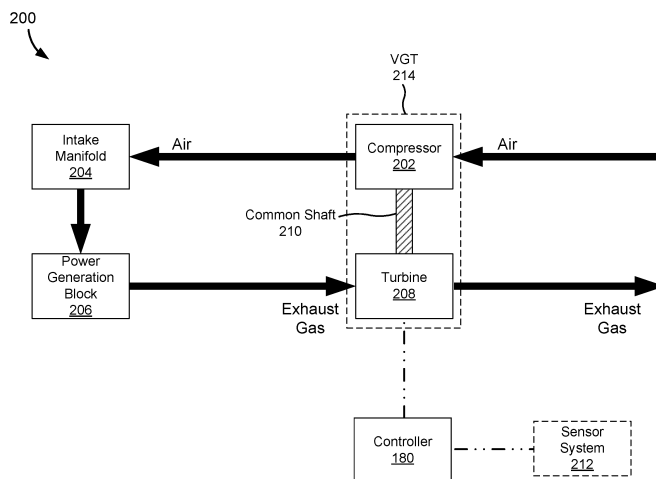 200
VGT
214
Intake
Manifold
204
Air
Compressor
202
Air
Common Shaft
210
Power
Generation
Block
206
Exhaust
Gas
Turbine
208
Exhaust
Gas
Controller
180
Sensor
System
212